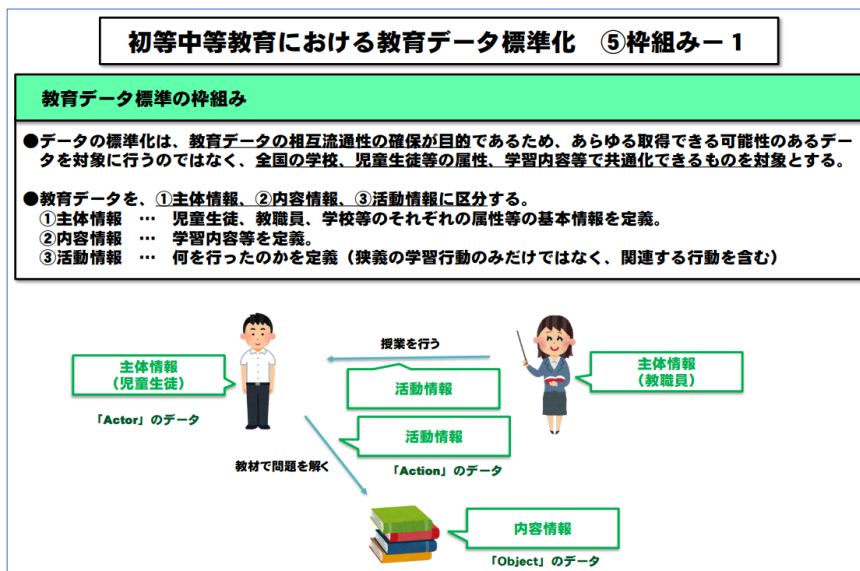 初等中等教育における教育データ標準化　⑤枠組み－１
教育データ標準の枠組み
●データの標準化は、教育データの相互流通性の確保が目的であるため、あらゆる取得できる可能性のあるデー
タを対象に行うのではなく、全国の学校、児童生徒等の属性、学習内容等で共通化できるものを対象とする。
●教育データを、①主体情報、②内容情報、③活動情報に区分する。
①主体情報　…　児童生徒、教職員、学校等のそれぞれの属性等の基本情報を定義。
②内容情報　…　学習内容等を定義。
③活動情報　…　何を行ったのかを定義（狭義の学習行動のみだけではなく、関連する行動を含む）
授業を行う
主体情報
（児童生徒）
主体情報
（教職員）
活動情報
「Actor」のデータ
活動情報
教材で問題を解く
「Action」のデータ
内容情報
「Object」のデータ